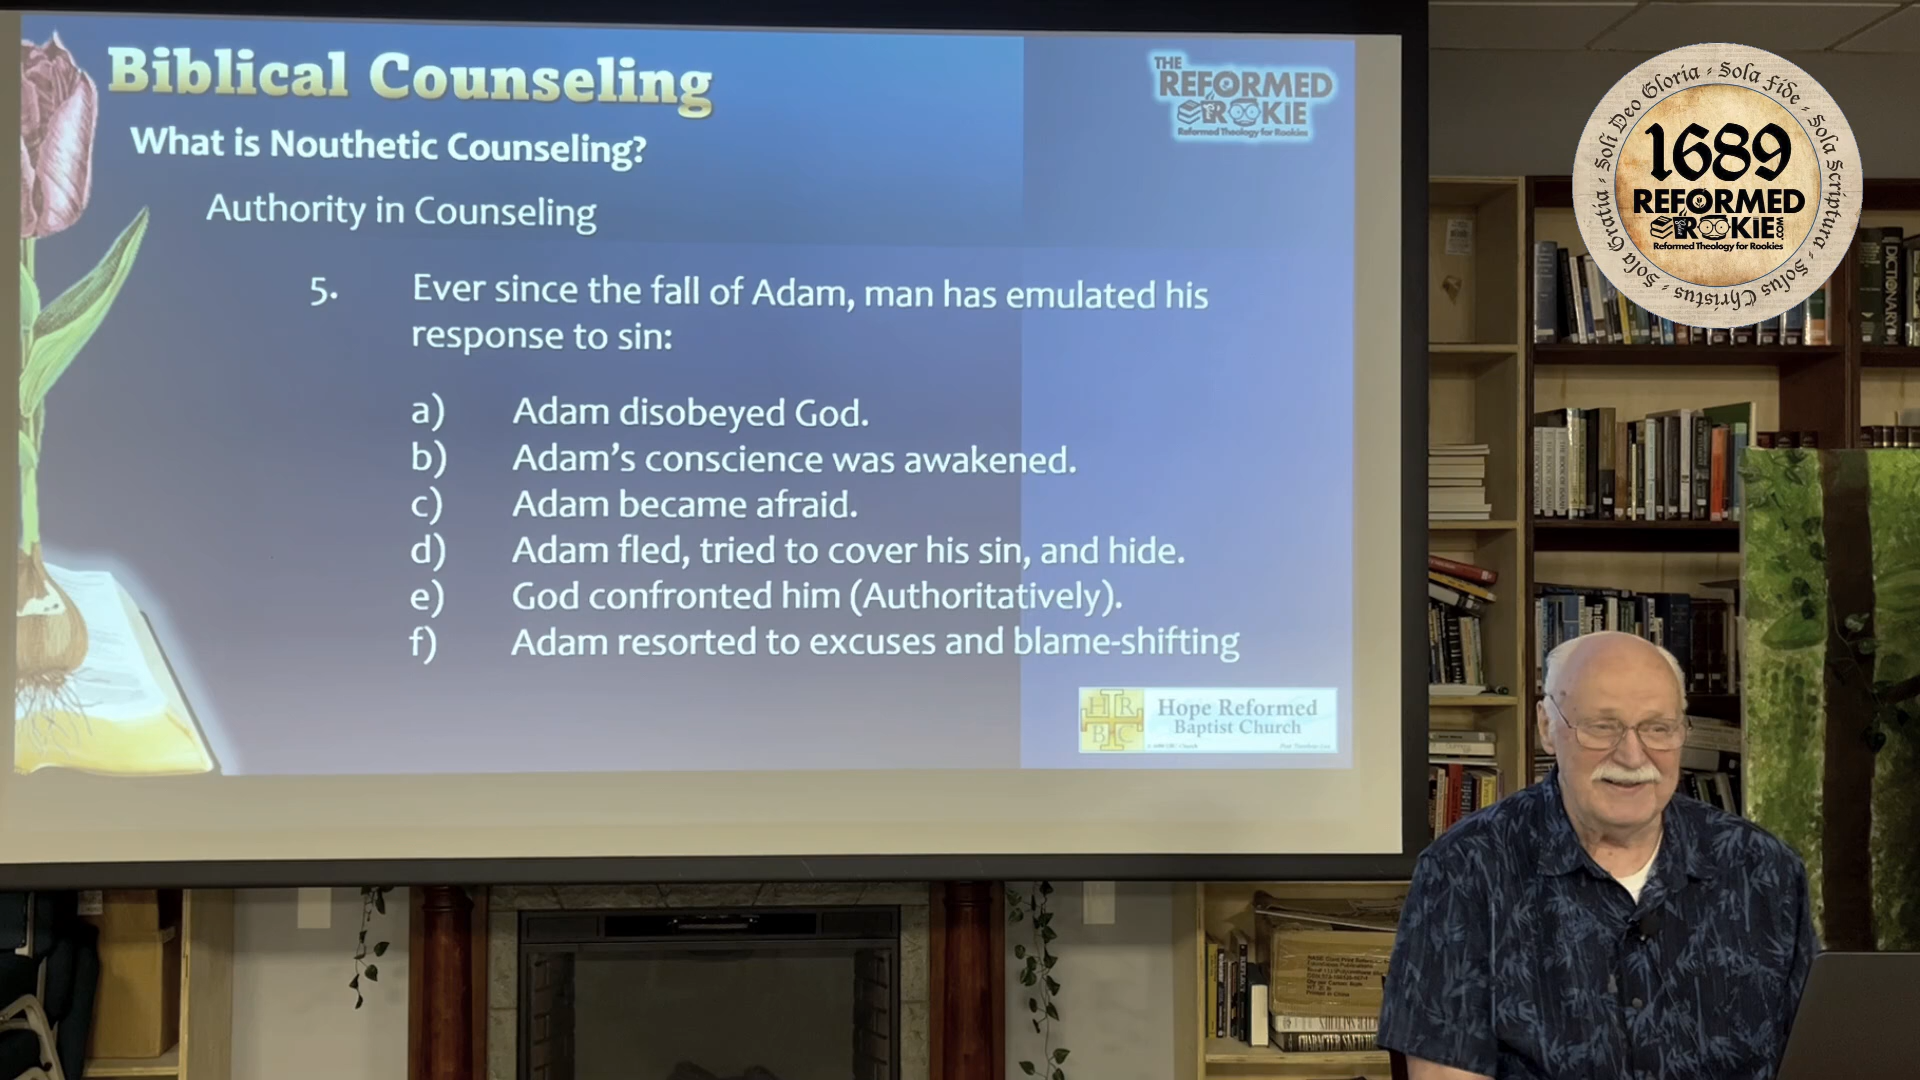 Biblical Counseling
What is Nouthetic Counseling?
Authority in Counseling
5. Ever since the fall of Adam, man has emulated his
response to sin:
a) Adam disobeyed God.
b) Adam's conscience was awakened.
c) Adam became afraid.
d) Adam fled, tried to cover his sin, and hide.
e) God confronted him (Authoritatively).
f) Adam resorted to excuses and blame-shifting
THE
REFORMED
ROOKIE
Reformed Theology for Rookies
HR
BC
Hope Reformed
Baptist Church
Sola Gratia - Soli Deo Gloria - Sola Fide - Sola Scriptura - Solus Christus -
1689
REFORMED
ROOKIE.COM
Reformed Theology for Rookies
DICTIONARY